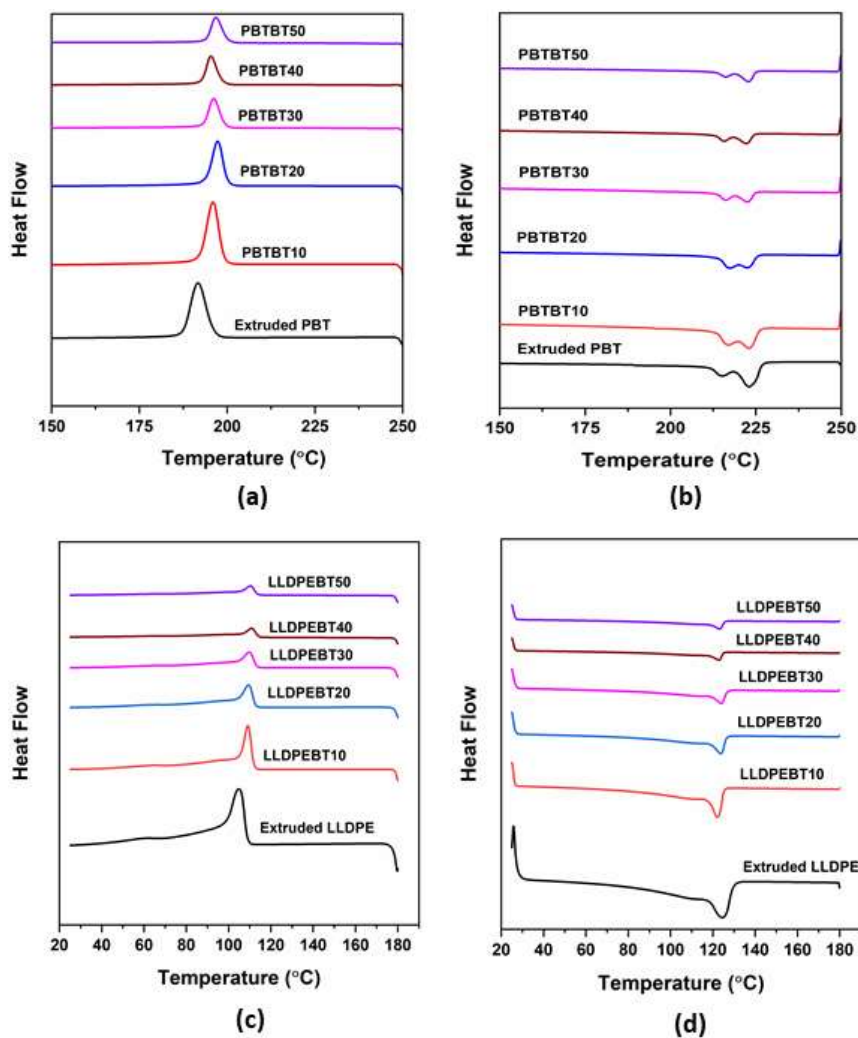 PBTBT50
PBTBT40
PBTBT30
PBTBT20
PBTBT10
Extruded PBT
Heat Flow
150 175 200 225 250
Temperature (°C)
(a)
PBTBT50
PBTBT40
PBTBT30
PBTBT20
PBTBT10
Extruded PBT
Heat Flow
150 175 200 225 250
Temperature (°C)
(b)
LLDPEBT50
LLDPEBT40
LLDPEBT30
LLDPEBT20
LLDPEBT10
Extruded LLDPE
Heat Flow
20 40 60 80 100 120 140 160 180
Temperature (°C)
(c)
LLDPEBT50
LLDPEBT40
LLDPEBT30
LLDPEBT20
LLDPEBT10
Extruded LLDPE
Heat Flow
20 40 60 80 100 120 140 160 180
Temperature (°C)
(d)